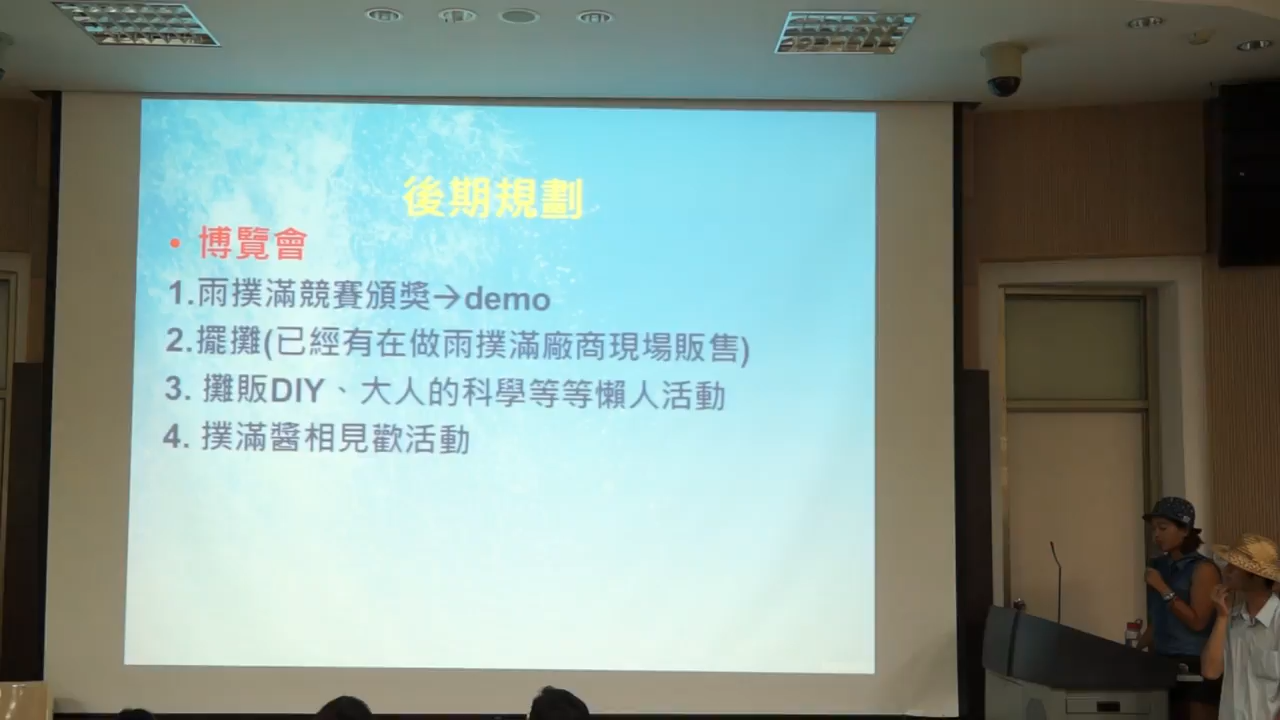 後期規劃
• 博覽會
1.雨撲滿競賽頒獎→demo
2.擺攤(已經有在做雨撲滿廠商現場販售)
3. 攤販DIY、大人的科學等等懶人活動
4. 撲滿醬相見歡活動